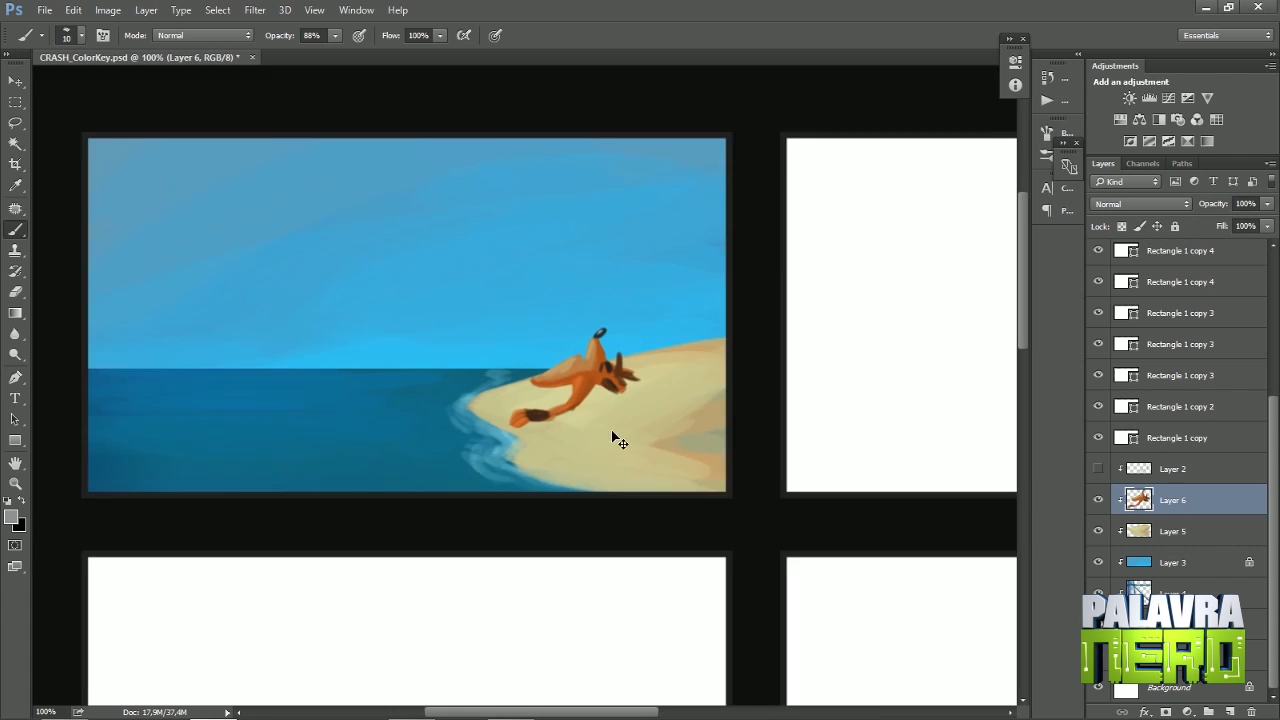 Ps File Edit Image Layer Type Select Filter 3D View Window Help
10 Mode: Normal Opacity: 88% Flow: 100% Essentials
CRASH_ColorKey.psd @ 100% (Layer 6, RGB/8) * ×
Adjustments
Add an adjustment
Layers Channels Paths
Kind
Normal Opacity: 100%
Lock: Fill: 100%
Rectangle 1 copy 4
Rectangle 1 copy 4
Rectangle 1 copy 3
Rectangle 1 copy 3
Rectangle 1 copy 3
Rectangle 1 copy 2
Rectangle 1 copy
Layer 2
Layer 6
Layer 5
Layer 3
Background
B...
C...
P...
PALAVRA
NERD
100% Doc: 17,9M/37,4M